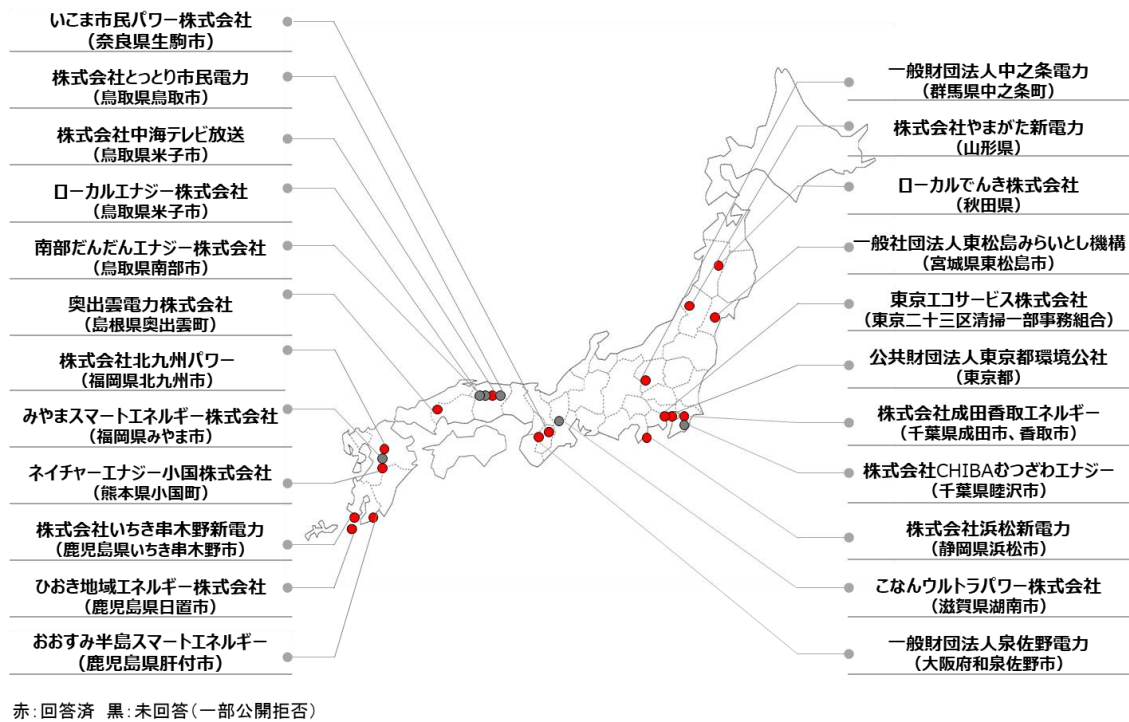 いこま市民パワー株式会社
(奈良県生駒市)
株式会社とっとり市民電力
(鳥取県鳥取市)
株式会社中海テレビ放送
(鳥取県米子市)
ローカルエナジー株式会社
(鳥取県米子市)
南部だんだんエナジー株式会社
(鳥取県南部市)
奥出雲電力株式会社
(島根県奥出雲町)
株式会社北九州パワー
(福岡県北九州市)
みやまスマートエネルギー株式会社
(福岡県みやま市)
ネイチャーエナジー小国株式会社
(熊本県小国町)
株式会社いちき串木野新電力
(鹿児島県いちき串木野市)
ひおき地域エネルギー株式会社
(鹿児島県日置市)
おおすみ半島スマートエネルギー
(鹿児島県肝付市)
一般財団法人中之条電力
(群馬県中之条町)
株式会社やまがた新電力
(山形県)
ローカルでんき株式会社
(秋田県)
一般社団法人東松島みらいとし機構
(宮城県東松島市)
東京エコサービス株式会社
(東京二十三区清掃一部事務組合)
公共財団法人東京都環境公社
(東京都)
株式会社成田香取エネルギー
(千葉県成田市、香取市)
株式会社CHIBAむつざわエナジー
(千葉県睦沢市)
株式会社浜松新電力
(静岡県浜松市)
こなんウルトラパワー株式会社
(滋賀県湖南市)
一般財団法人泉佐野電力
(大阪府和泉佐野市)
赤:回答済 黒:未回答(一部公開拒否)